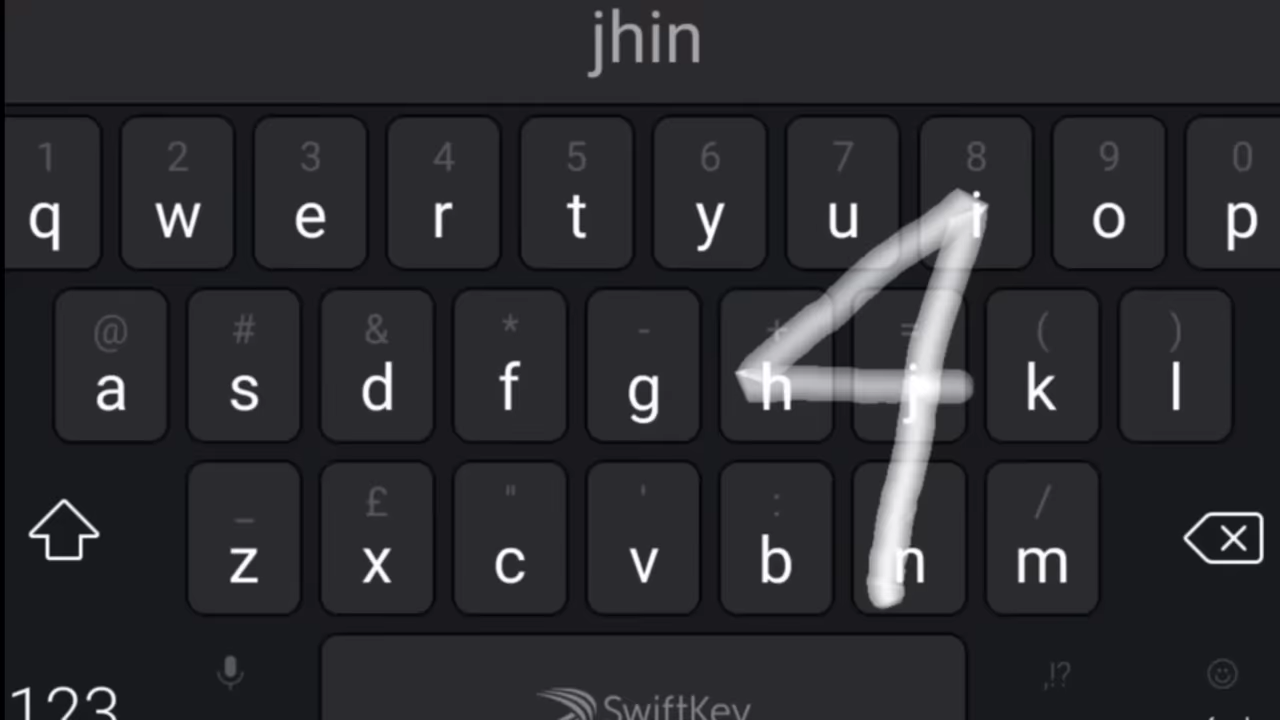 jhin
1 2 3 4 5 6 7 8 9 0
q w e r t y u i o p
@ # & * - + = ( )
a s d f g h j k l
_ £ " ' : /
z x c v b n m
,!?
123 SwiftKey